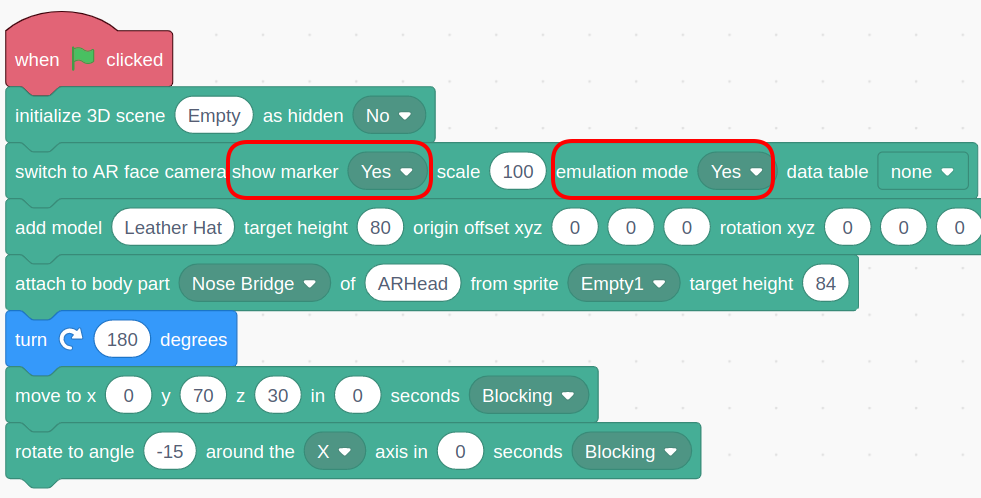 when clicked
initialize 3D scene Empty as hidden No
switch to AR face camera show marker Yes scale 100 emulation mode Yes data table none
add model Leather Hat target height 80 origin offset xyz 0 0 0 rotation xyz 0 0 0
attach to body part Nose Bridge of ARHead from sprite Empty1 target height 84
turn 180 degrees
move to x 0 y 70 z 30 in 0 seconds Blocking
rotate to angle -15 around the X axis in 0 seconds Blocking